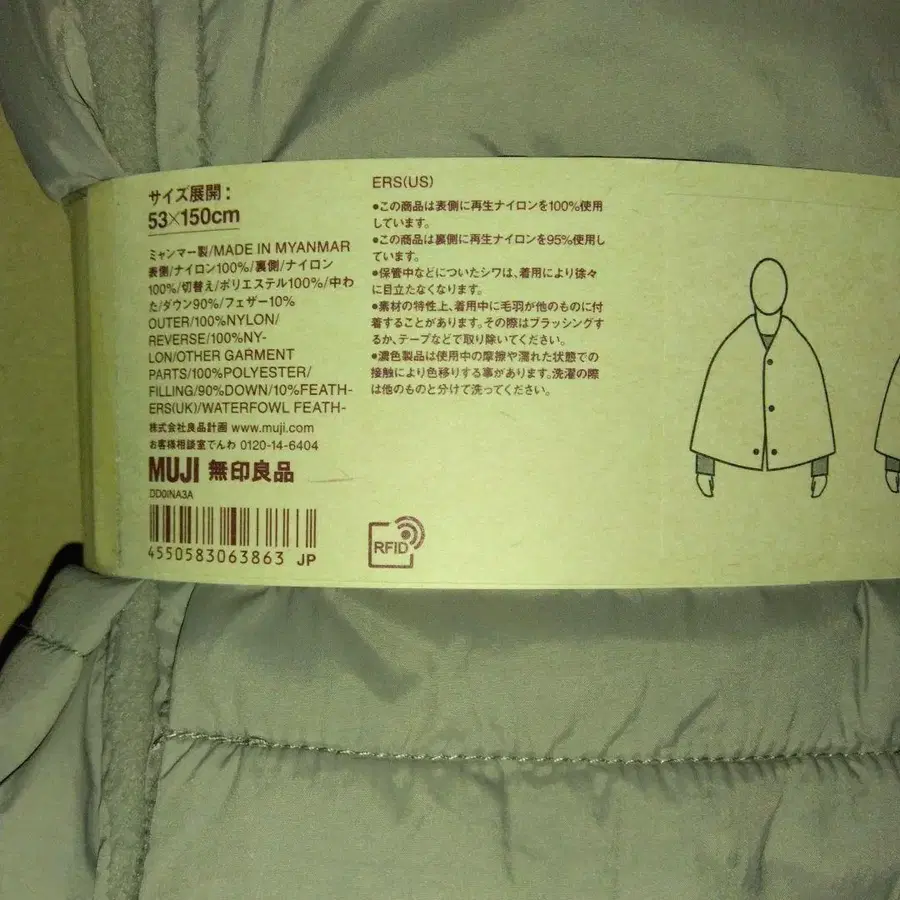 サイズ展開：
53×150cm
ミャンマー製/MADE IN MYANMAR
表側/ナイロン100%/裏側/ナイロン
100%/切替え/ポリエステル100%/中わ
た/ダウン90%/フェザー10%
OUTER/100%NYLON/
REVERSE/100%NY-
LON/OTHER GARMENT
PARTS/100%POLYESTER/
FILLING/90%DOWN/10%FEATH-
ERS(UK)/WATERFOWL FEATH-
株式会社良品計画 www.muji.com
お客様相談室でんわ 0120-14-6404
MUJI 無印良品
DD0INA3A
4550583063863 JP
ERS(US)
●この商品は表側に再生ナイロンを100%使用
しています。
●この商品は裏側に再生ナイロンを95%使用し
ています。
●保管中などについたシワは、着用により徐々
に目立たなくなります。
●素材の特性上、着用中に毛羽が他のものに付
着することがあります。その際はブラッシングす
るか、テープなどで取り除いてください。
●濃色製品は使用中の摩擦や濡れた状態での
接触により色移りする事があります。洗濯の際
は他のものと分けて洗ってください。
RFID